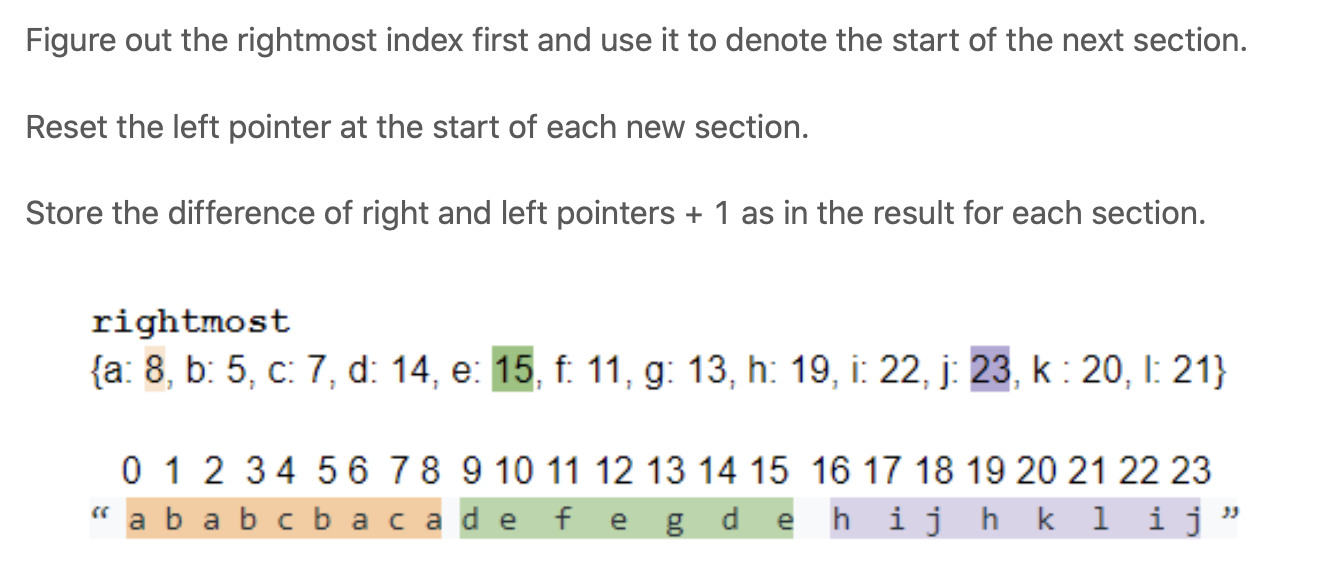 Figure out the rightmost index first and use it to denote the start of the next section.
Reset the left pointer at the start of each new section.
Store the difference of right and left pointers + 1 as in the result for each section.
rightmost
{a: 8, b: 5, c: 7, d: 14, e: 15, f: 11, g: 13, h: 19, i: 22, j: 23, k : 20, l: 21}
0 1 2 3 4 5 6 7 8 9 10 11 12 13 14 15 16 17 18 19 20 21 22 23
“ a b a b c b a c a d e f e g d e h i j h k l i j ”